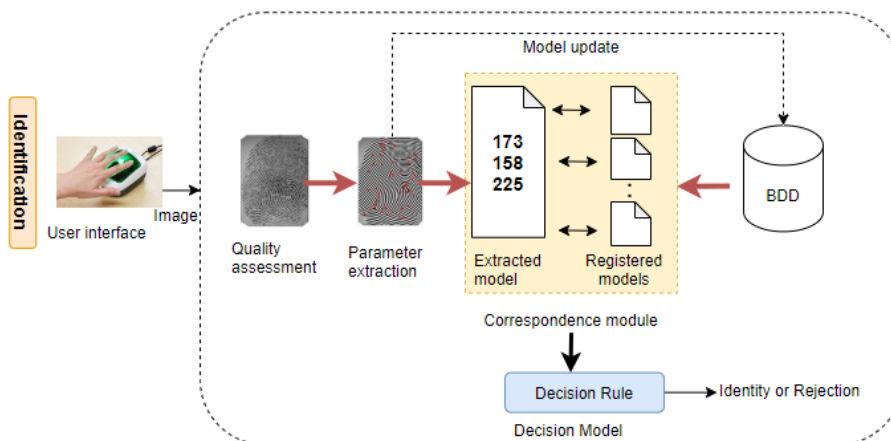 Model update
Identification
173
158
225
BDD
Image
User interface
Quality
assessment
Parameter
extraction
Extracted
model
Registered
models
Correspondence module
Decision Rule
Identity or Rejection
Decision Model